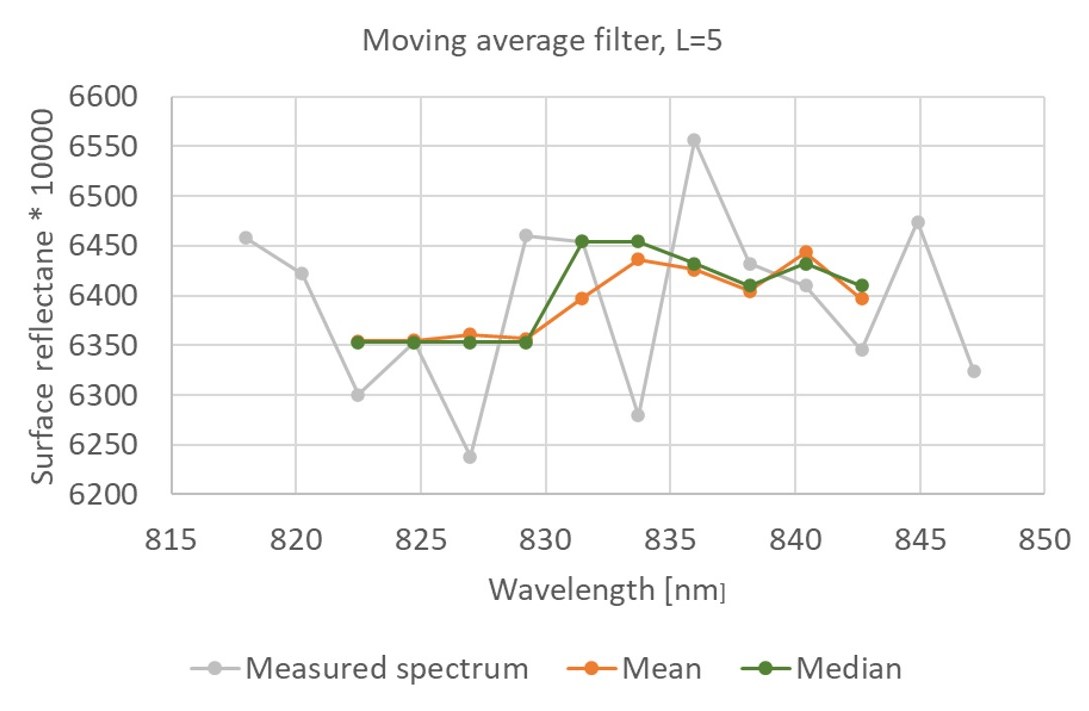 Moving average filter, L=5
Surface reflectane * 10000
6600
6550
6500
6450
6400
6350
6300
6250
6200
815 820 825 830 835 840 845 850
Wavelength [nm]
Measured spectrum Mean Median